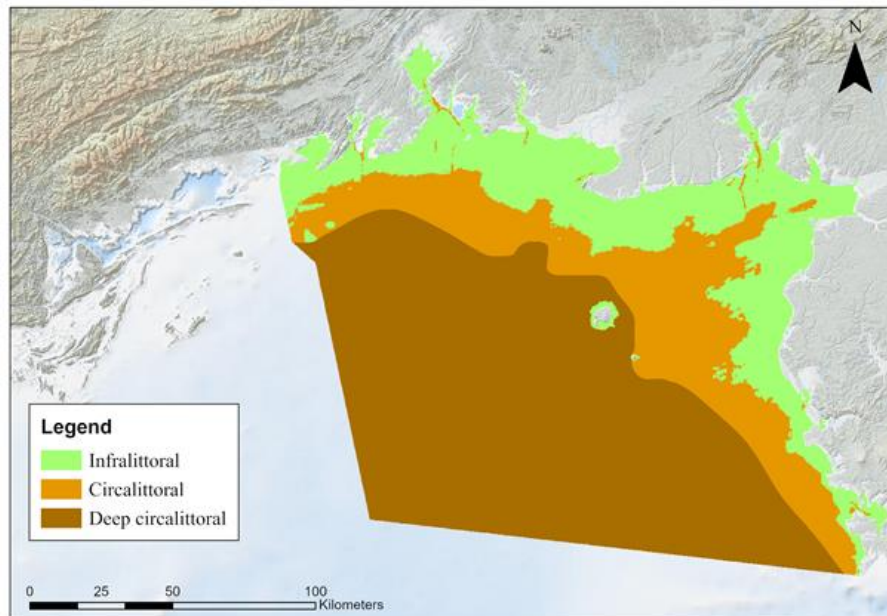 N
Legend
Infralittoral
Circalittoral
Deep circalittoral
0 25 50 100
Kilometers